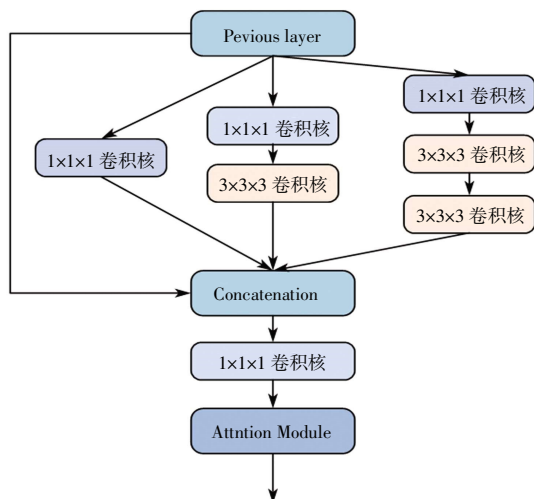 Pevious layer
1×1×1 卷积核
1×1×1 卷积核
1×1×1 卷积核
3×3×3 卷积核
3×3×3 卷积核
3×3×3 卷积核
Concatenation
1×1×1 卷积核
Attntion Module